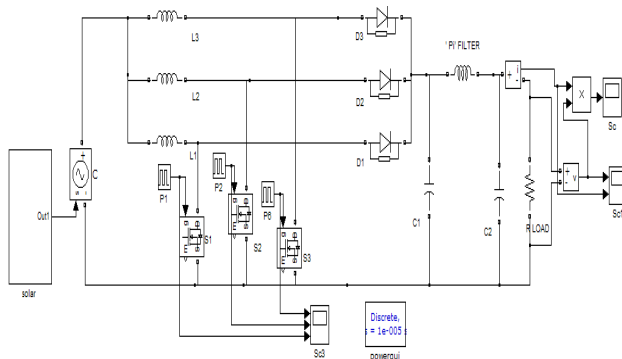 L3
D3
' PI' FILTER
+
i
-
X
Sc
L2
D2
+
C
L1
D1
P1
P2
P6
+
-
v
Sc1
Out1
S1
S2
S3
C1
C2
R LOAD
solar
Sc3
Discrete,
s = 1e-005 s
powergui